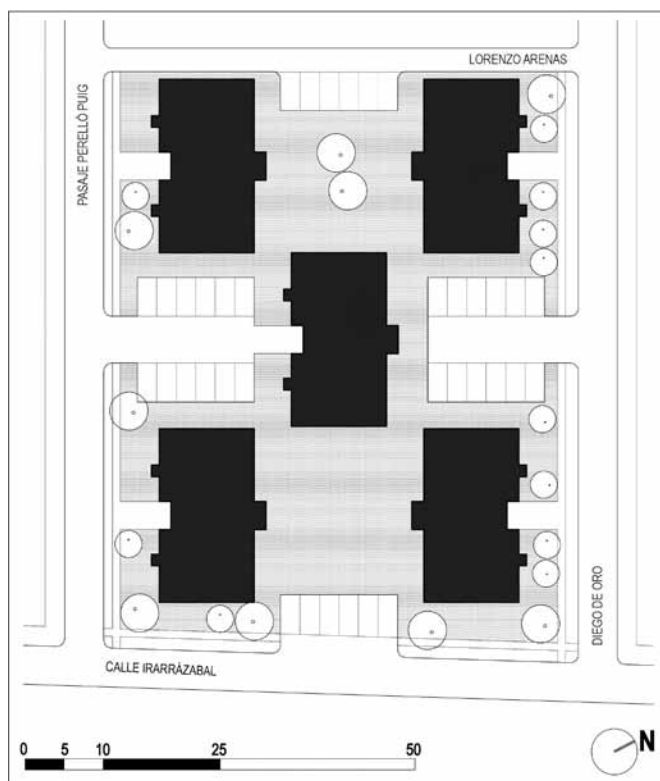 LORENZO ARENAS
PASAJE PERELLÓ PUIG
DIEGO DE ORO
CALLE IRARRÁZABAL
0 5 10 25 50
N